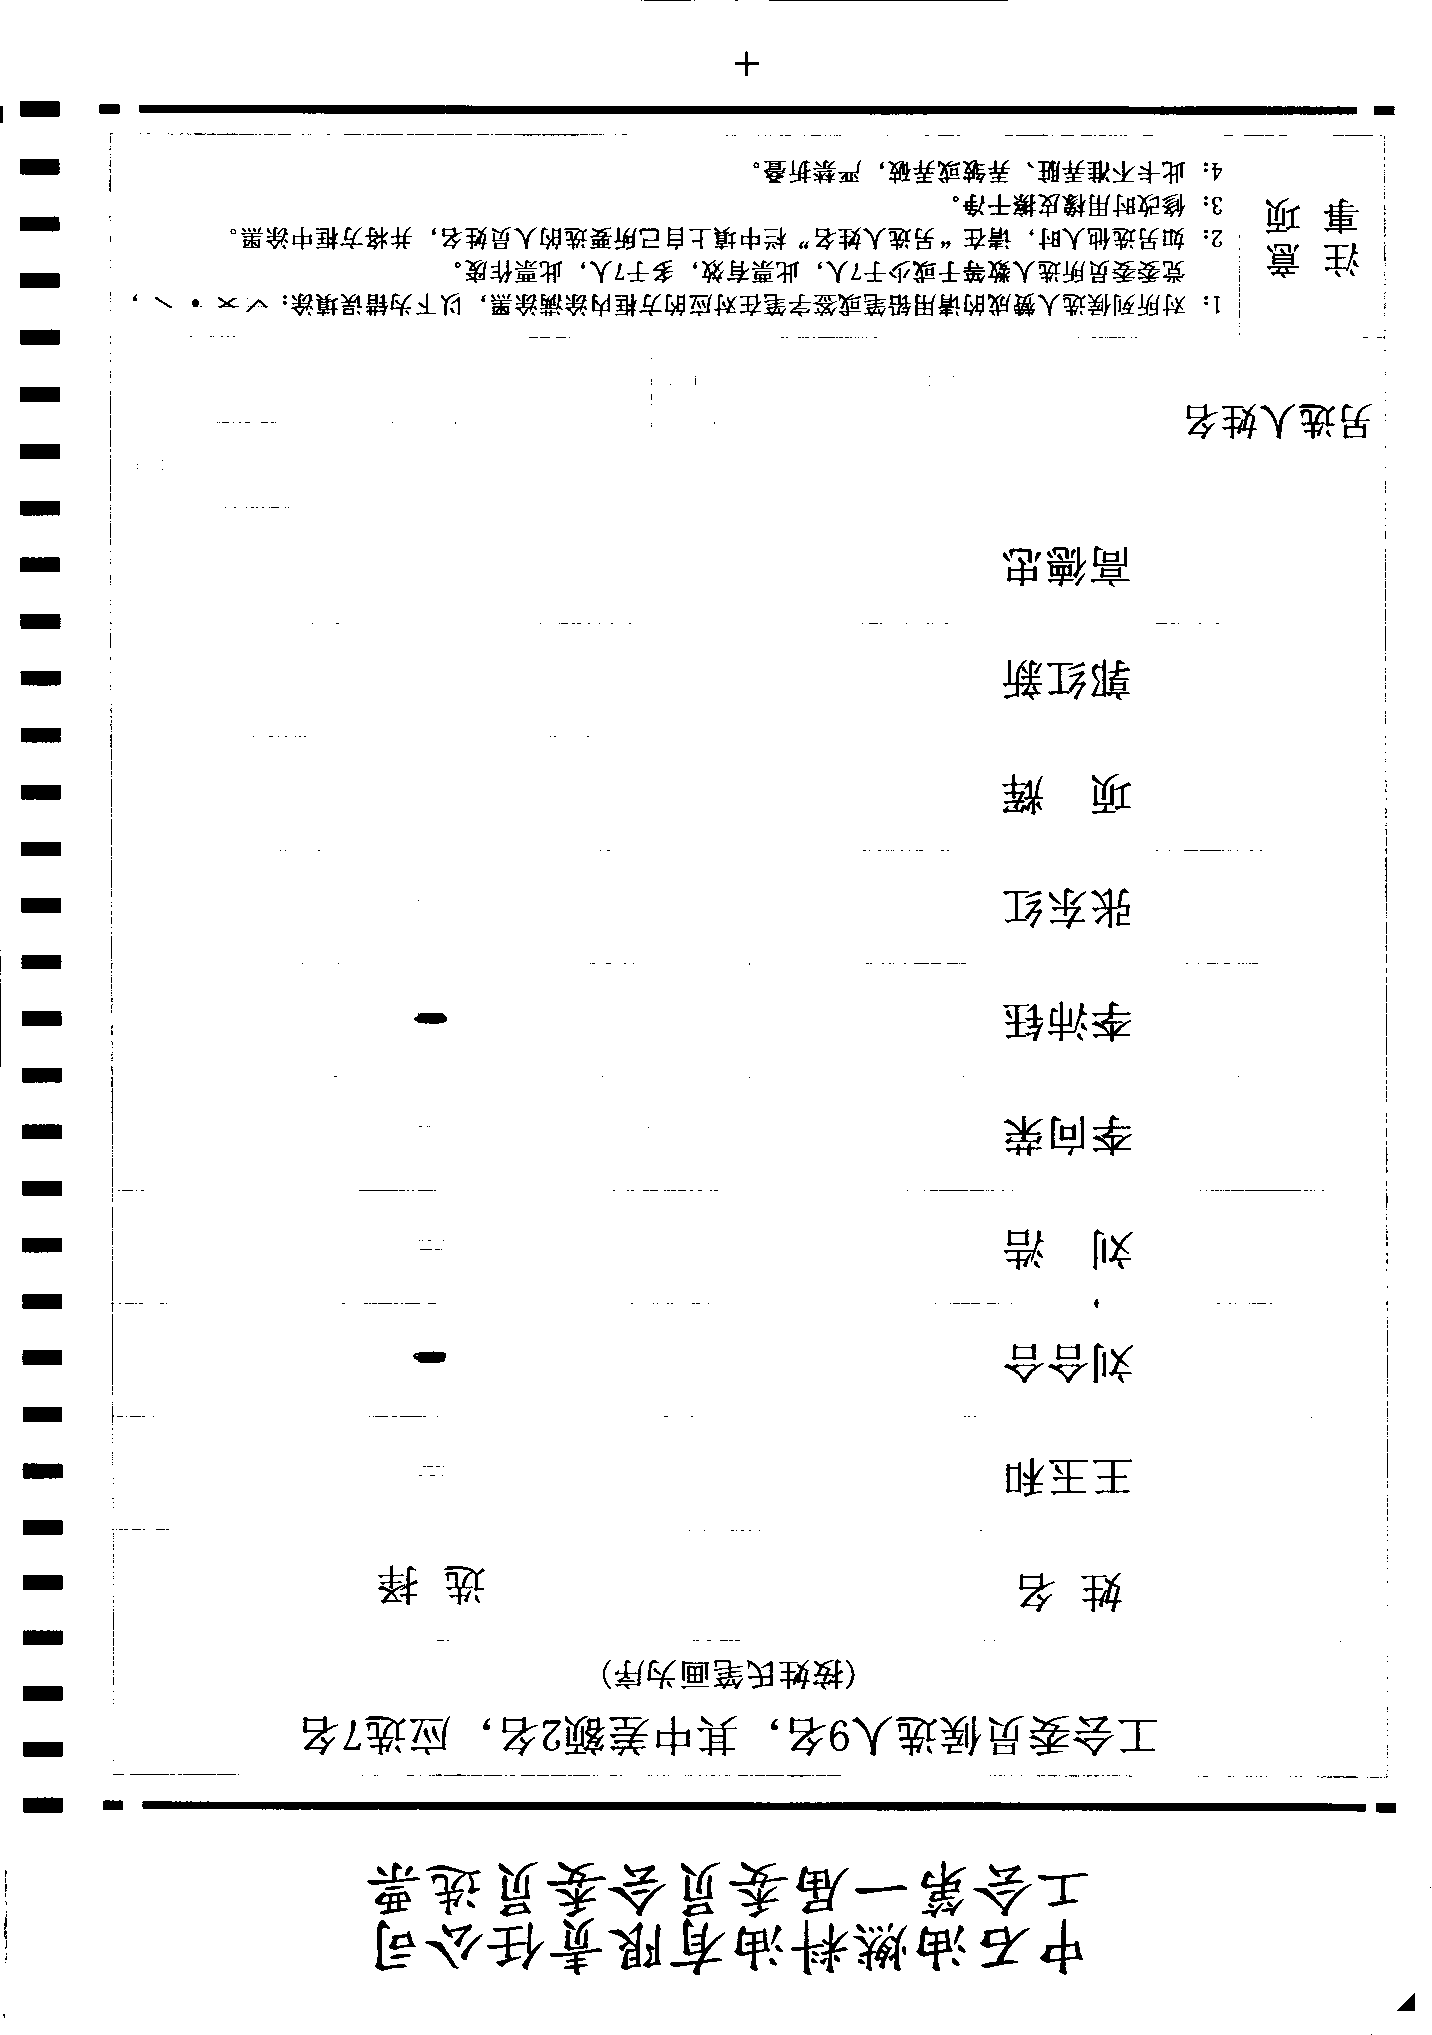 中石油燃料油有限责任公司
工会第一届委员会委员选票
工会委员候选人9名，其中差额2名，应选7名
(按姓氏笔画为序)
姓 名 选 择
王玉和
刘合合
刘 浩
李向荣
李沛钰
张东红
项 辉
郭红新
高德忠
另选人姓名
注意事项
1: 对所列候选人赞成的请用铅笔或签字笔在对应的方框内涂满涂黑，以下为错误填涂：✓ × • \，
党委委员所选人数等于或少于7人，此票有效，多于7人，此票作废。
2: 如另选他人时，请在“另选人姓名”栏中填上自己所要选的人员姓名，并将方框中涂黑。
3: 修改时用橡皮擦干净。
4: 此卡不准弄脏、弄皱或弄破，严禁折叠。